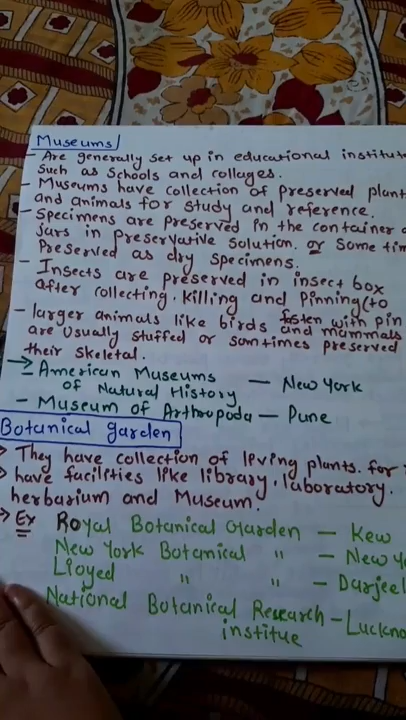 Museums
- Are generally set up in educational institut
Such as Schools and collages.
- Museums have collection of preserved plant
and animals for study and reference.
- Specimens are preserved in the container
jars in preservative solution. or Some tim
Preserved as dry specimens.
- Insects are preserved in insect box
after collecting. Killing and Pinning (to
fasten with pin
- larger animals like birds and mammals
are usually stuffed or somtimes preserved
their skeletal.
→ American Museums
of Natural History - New York
- Museum of Arthropoda - Pune
Botanical garden
> They have collection of leving plants. for
> have facilities like library, laboratory.
herbarium and Museum.
→ Ex Royal Botanical Garden - Kew
New York Botanical " - New Yo
Lloyed " " - Darjeel
National Botanical Research - Luckno
institue